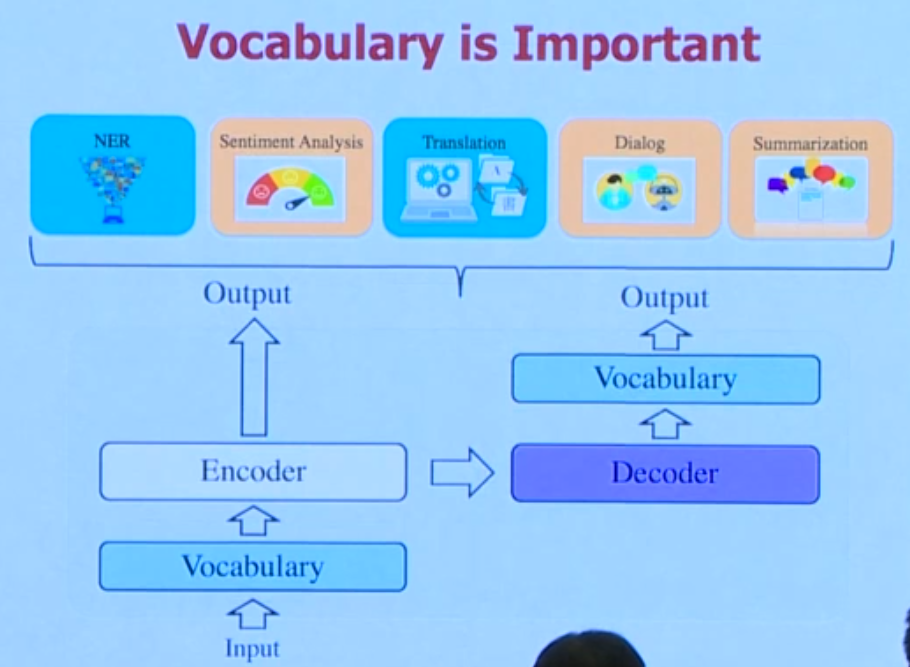 Vocabulary is Important
NER
Sentiment Analysis
Translation
Dialog
Summarization
Output
Output
Vocabulary
Encoder
Decoder
Vocabulary
Input